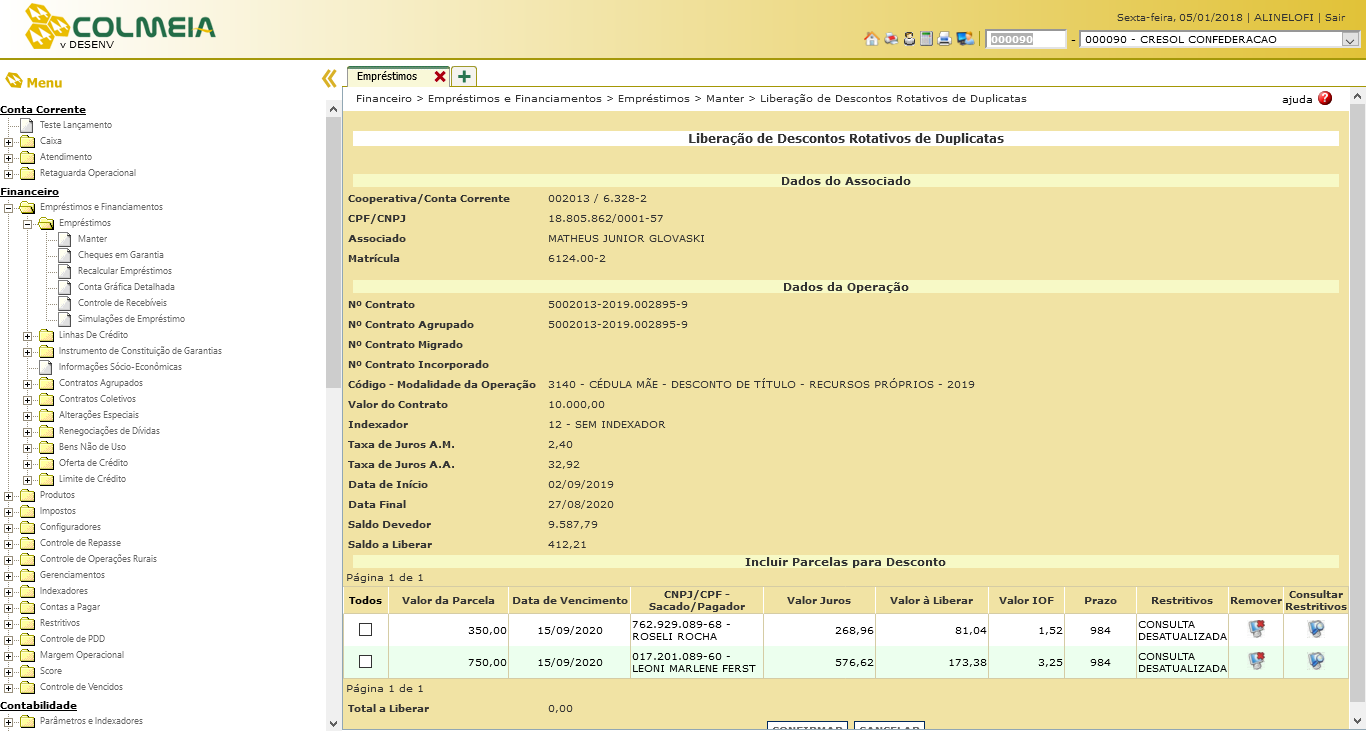 COLMEIA
v DESENV
Sexta-feira, 05/01/2018 | ALINELOFI | Sair
000090 - 000090 - CRESOL CONFEDERACAO
Menu
Conta Corrente
Teste Lançamento
Caixa
Atendimento
Retaguarda Operacional
Financeiro
Empréstimos e Financiamentos
Empréstimos
Manter
Cheques em Garantia
Recalcular Empréstimos
Conta Gráfica Detalhada
Controle de Recebíveis
Simulações de Empréstimo
Linhas De Crédito
Instrumento de Constituição de Garantias
Informações Sócio-Econômicas
Contratos Agrupados
Contratos Coletivos
Alterações Especiais
Renegociações de Dívidas
Bens Não de Uso
Oferta de Crédito
Limite de Crédito
Produtos
Impostos
Configuradores
Controle de Repasse
Controle de Operações Rurais
Gerenciamentos
Indexadores
Contas a Pagar
Restritivos
Controle de PDD
Margem Operacional
Score
Controle de Vencidos
Contabilidade
Parâmetros e Indexadores
Empréstimos
Financeiro > Empréstimos e Financiamentos > Empréstimos > Manter > Liberação de Descontos Rotativos de Duplicatas
ajuda ?
Liberação de Descontos Rotativos de Duplicatas
Dados do Associado
Cooperativa/Conta Corrente 002013 / 6.328-2
CPF/CNPJ 18.805.862/0001-57
Associado MATHEUS JUNIOR GLOVASKI
Matrícula 6124.00-2
Dados da Operação
Nº Contrato 5002013-2019.002895-9
Nº Contrato Agrupado 5002013-2019.002895-9
Nº Contrato Migrado
Nº Contrato Incorporado
Código - Modalidade da Operação 3140 - CÉDULA MÃE - DESCONTO DE TÍTULO - RECURSOS PRÓPRIOS - 2019
Valor do Contrato 10.000,00
Indexador 12 - SEM INDEXADOR
Taxa de Juros A.M. 2,40
Taxa de Juros A.A. 32,92
Data de Início 02/09/2019
Data Final 27/08/2020
Saldo Devedor 9.587,79
Saldo a Liberar 412,21
Incluir Parcelas para Desconto
Página 1 de 1
Todos Valor da Parcela Data de Vencimento CNPJ/CPF - Sacado/Pagador Valor Juros Valor à Liberar Valor IOF Prazo Restritivos Remover Consultar Restritivos
350,00 15/09/2020 762.929.089-68 - ROSELI ROCHA 268,96 81,04 1,52 984 CONSULTA DESATUALIZADA
750,00 15/09/2020 017.201.089-60 - LEONI MARLENE FERST 576,62 173,38 3,25 984 CONSULTA DESATUALIZADA
Página 1 de 1
Total a Liberar 0,00
CONFIRMAR CANCELAR